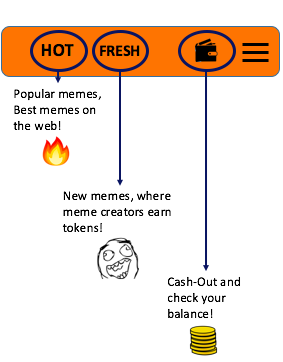 HOT
FRESH
Popular memes,
Best memes on
the web!
New memes, where
meme creators earn
tokens!
Cash-Out and
check your
balance!